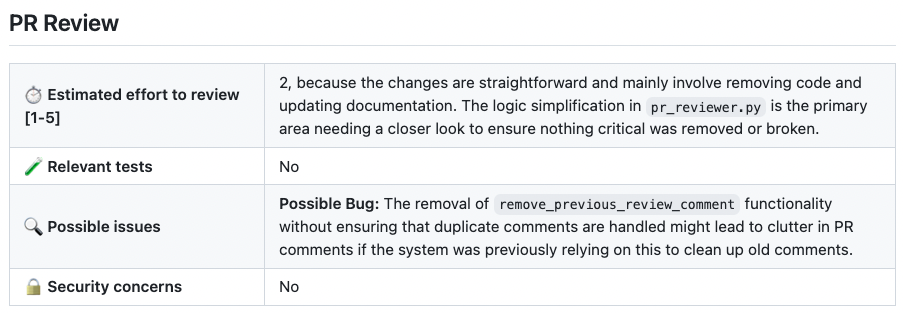 PR Review
Estimated effort to review
[1-5]
2, because the changes are straightforward and mainly involve removing code and
updating documentation. The logic simplification in pr_reviewer.py is the primary
area needing a closer look to ensure nothing critical was removed or broken.
Relevant tests
No
Possible issues
Possible Bug: The removal of remove_previous_review_comment functionality
without ensuring that duplicate comments are handled might lead to clutter in PR
comments if the system was previously relying on this to clean up old comments.
Security concerns
No